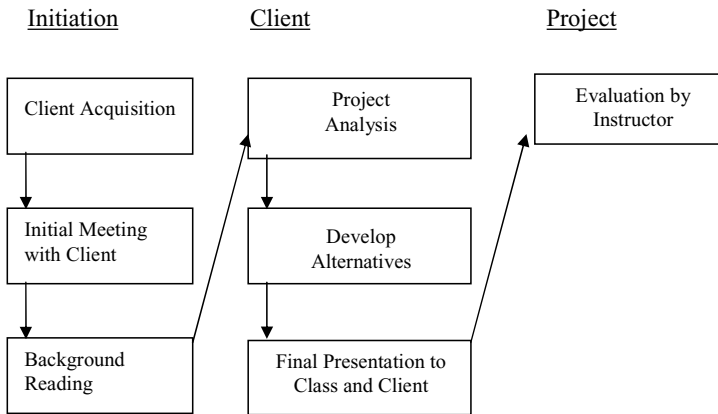 Initiation
Client
Project
Client Acquisition
Project
Analysis
Evaluation by
Instructor
Initial Meeting
with Client
Develop
Alternatives
Background
Reading
Final Presentation to
Class and Client